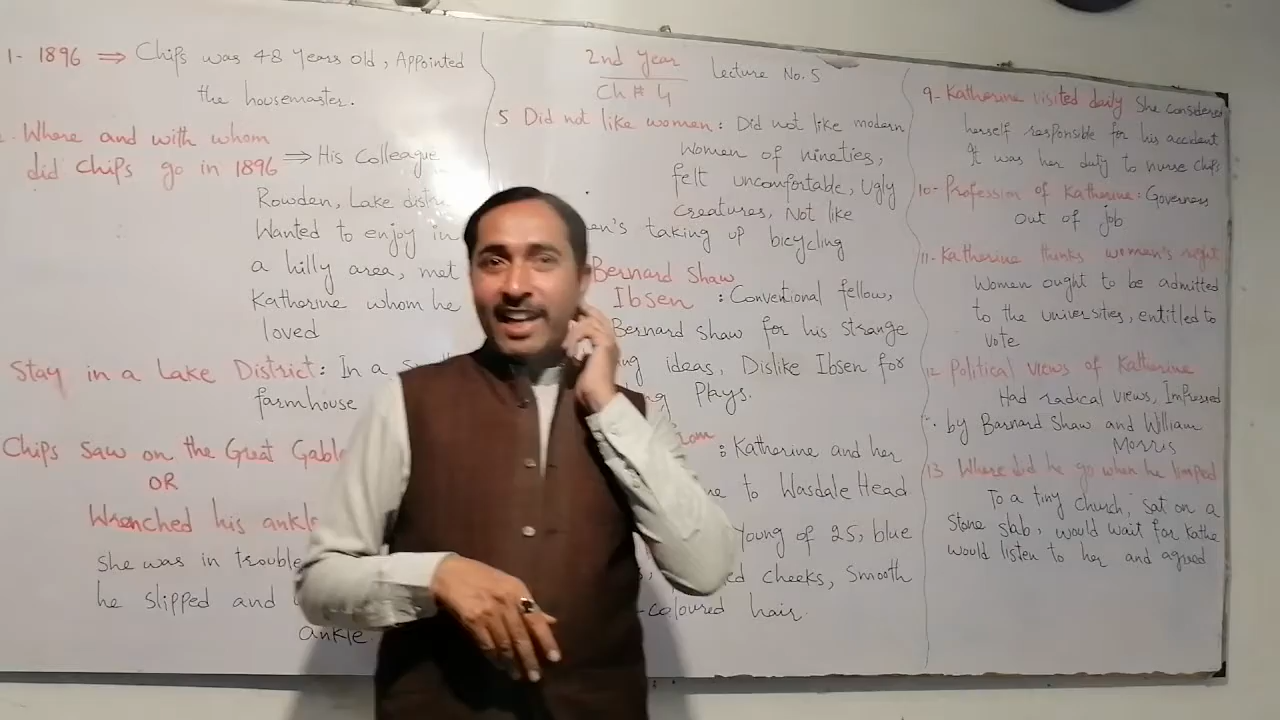 1- 1896 ⇒ Chips was 48 years old, Appointed
the housemaster.
Where and with whom
did Chips go in 1896 ⇒ His Colleague
Rowden, Lake
Wanted to enjoy in
a hilly area, met
Katherine whom he
loved
Stay in a Lake District: In a
farmhouse
Chips Saw on the Great Gable
OR
Wrenched his ankle
She was in trouble
he slipped and
ankle.
2nd year
Ch # 4
Lecture No. 5
5 Did not like women: Did not like modern
Women of nineties,
felt uncomfortable, Ugly
Creatures, Not like
taking up bicycling
Bernard Shaw
Ibsen : Conventional fellow,
Bernard Shaw for his strange
ideas, Dislike Ibsen for
Plays.
: Katherine and her
to Wasdale Head
Young of 25, blue
cheeks, Smooth
-coloured hair.
9- Katherine visited daily She considered
herself responsible for his accident
It was her duty to nurse chips
10- Profession of Katherine: Governess
out of job
11- Katherine thinks women's right
Women ought to be admitted
to the universities, entitled to
vote
12 Political views of Katherine
Had radical views, Impressed
by Barnard Shaw and William
Morris
13 Where did he go when he limped
To a tiny church, sat on a
Stone slab, would wait for Kathe
would listen to her and agreed